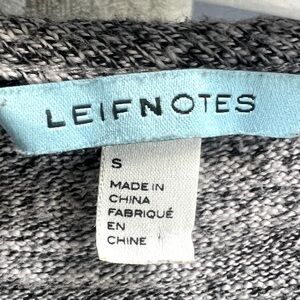 LEIFNOTES
S
MADE IN
CHINA
FABRIQUÉ
EN
CHINE